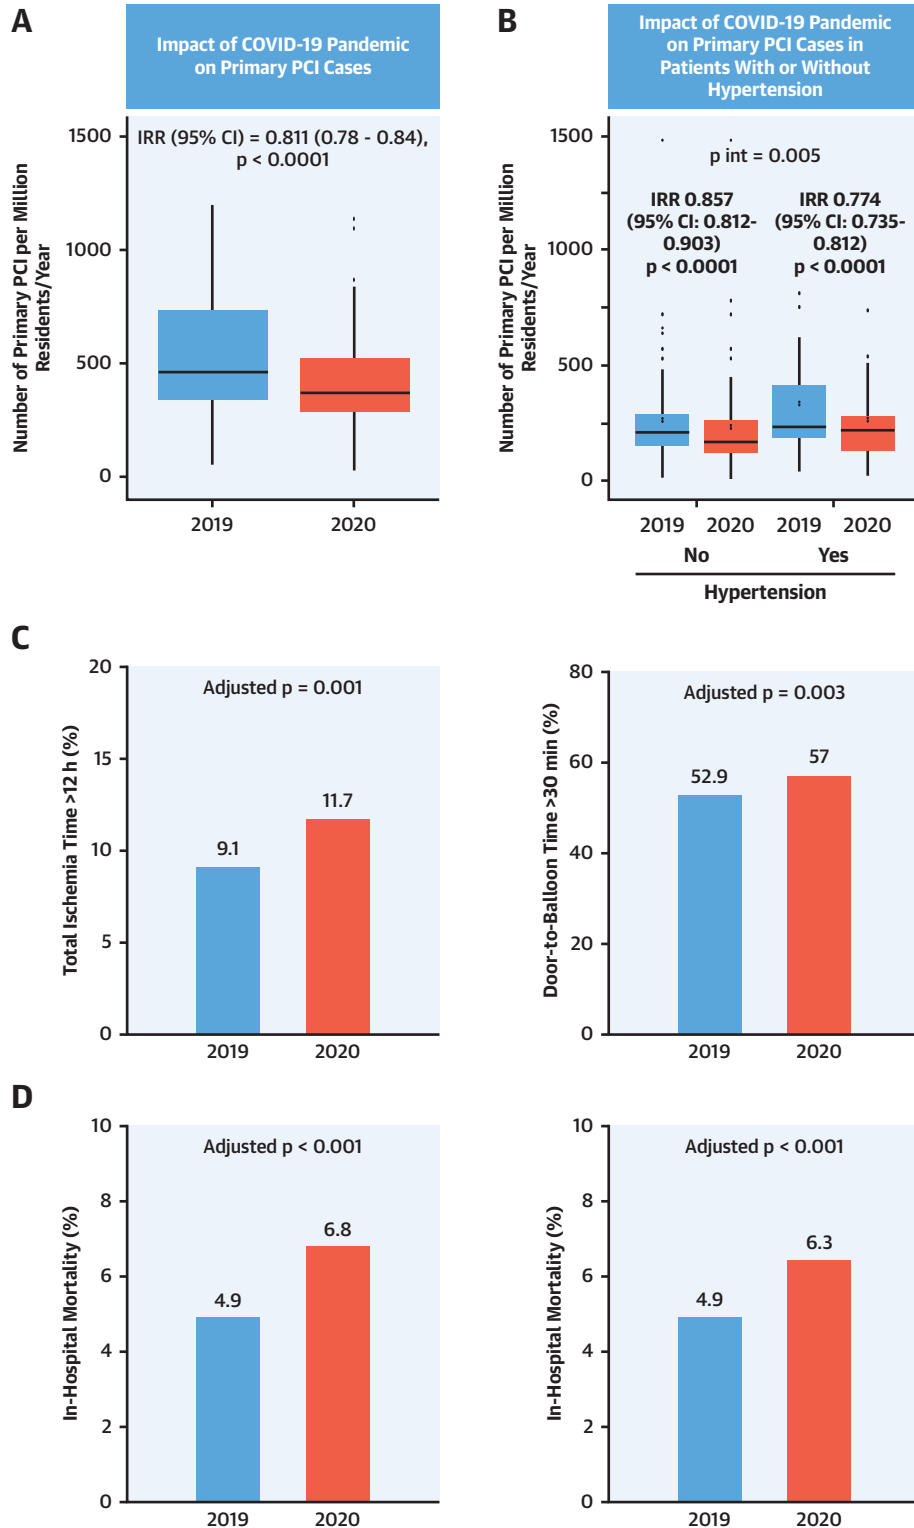 A
Impact of COVID-19 Pandemic
on Primary PCI Cases
Number of Primary PCI per Million
Residents/Year
1500
1000
500
0
IRR (95% CI) = 0.811 (0.78 - 0.84),
p < 0.0001
2019
2020
B
Impact of COVID-19 Pandemic
on Primary PCI Cases in
Patients With or Without
Hypertension
Number of Primary PCI per Million
Residents/Year
1500
1000
500
0
p int = 0.005
IRR 0.857
(95% CI: 0.812-
0.903)
p < 0.0001
IRR 0.774
(95% CI: 0.735-
0.812)
p < 0.0001
2019
2020
2019
2020
No
Yes
Hypertension
C
Total Ischemia Time >12 h (%)
20
15
10
5
0
Adjusted p = 0.001
9.1
11.7
2019
2020
Door-to-Balloon Time >30 min (%)
80
60
40
20
0
Adjusted p = 0.003
52.9
57
2019
2020
D
In-Hospital Mortality (%)
10
8
6
4
2
0
Adjusted p < 0.001
4.9
6.8
2019
2020
In-Hospital Mortality (%)
10
8
6
4
2
0
Adjusted p < 0.001
4.9
6.3
2019
2020